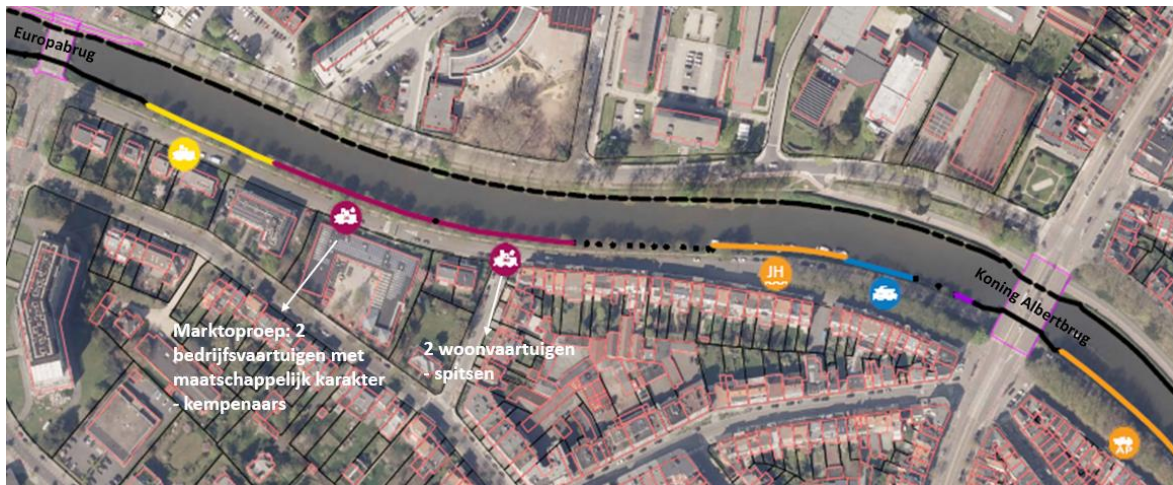 Europabrug
JH
Koning Albertbrug
Marktoproep: 2
bedrijfsvaartuigen met
maatschappelijk karakter
- kempenaars
2 woonvaartuigen
- spitsen
AP